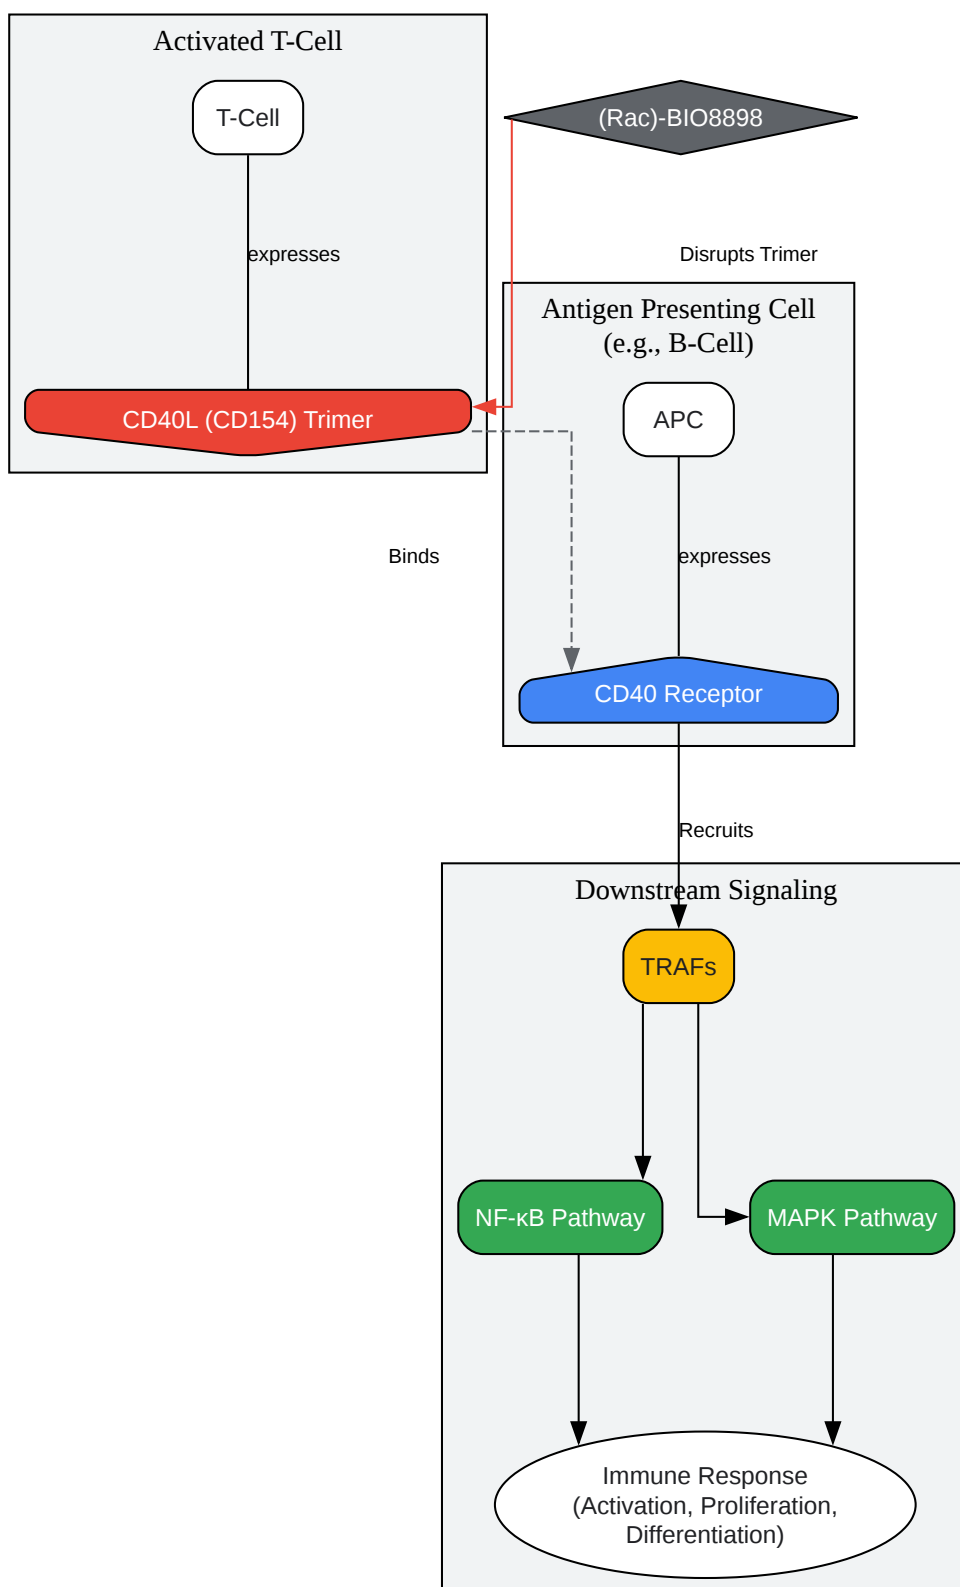 Activated T-Cell
T-Cell
(Rac)-BIO8898
expresses
Disrupts Trimer
Antigen Presenting Cell
(e.g., B-Cell)
CD40L (CD154) Trimer
APC
Binds
expresses
CD40 Receptor
Recruits
Downstream Signaling
TRAFs
NF-κB Pathway
MAPK Pathway
Immune Response
(Activation, Proliferation,
Differentiation)